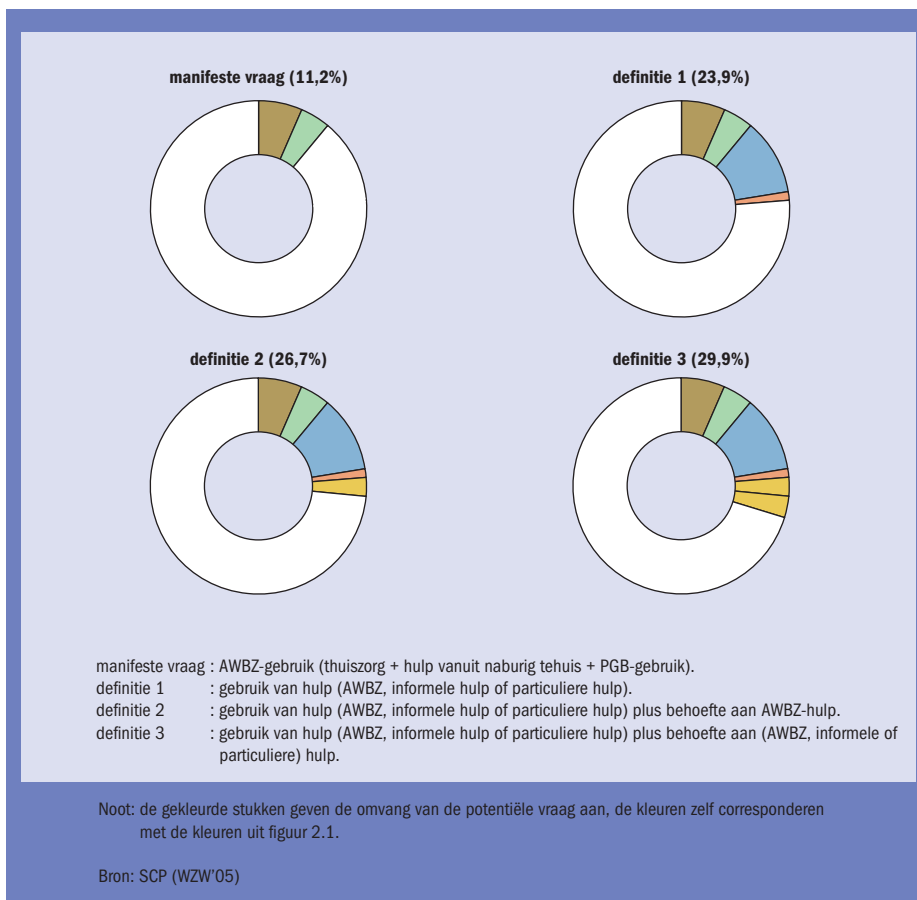 manifeste vraag (11,2%)
definitie 1 (23,9%)
definitie 2 (26,7%)
definitie 3 (29,9%)
manifeste vraag : AWBZ-gebruik (thuiszorg + hulp vanuit naburig tehuis + PGB-gebruik).
definitie 1 : gebruik van hulp (AWBZ, informele hulp of particuliere hulp).
definitie 2 : gebruik van hulp (AWBZ, informele hulp of particuliere hulp) plus behoefte aan AWBZ-hulp.
definitie 3 : gebruik van hulp (AWBZ, informele hulp of particuliere hulp) plus behoefte aan (AWBZ, informele of
particuliere) hulp.
Noot: de gekleurde stukken geven de omvang van de potentiële vraag aan, de kleuren zelf corresponderen
met de kleuren uit figuur 2.1.
Bron: SCP (WZW'05)